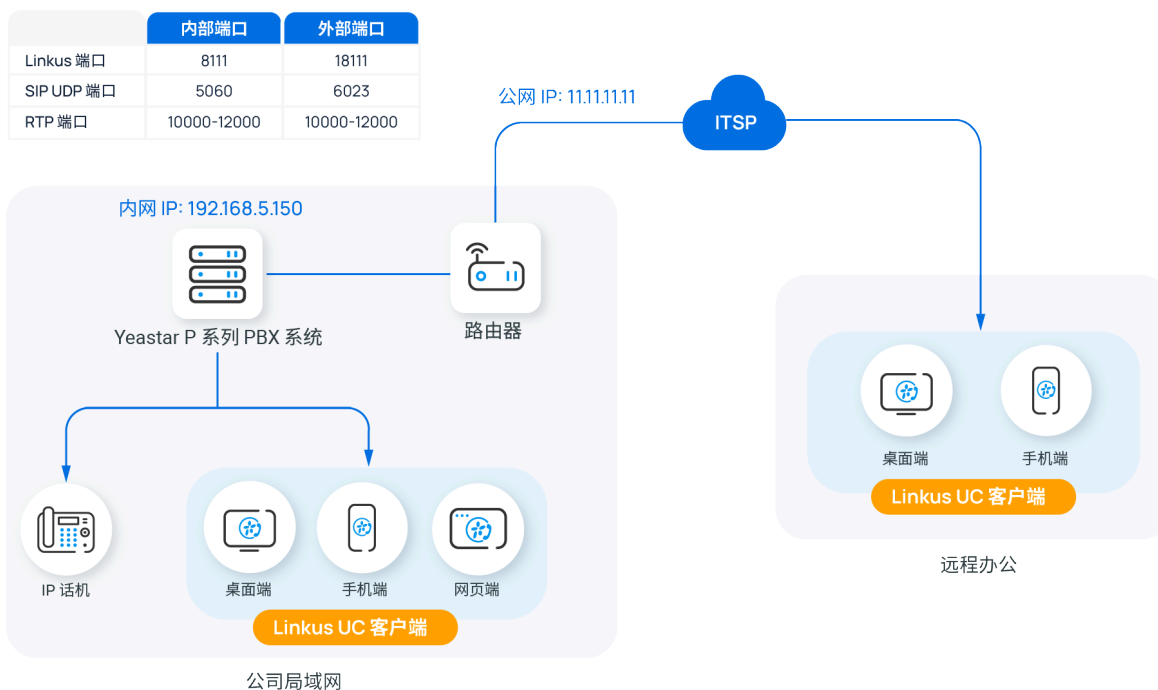 内部端口 外部端口
Linkus 端口 8111 18111
SIP UDP 端口 5060 6023
RTP 端口 10000-12000 10000-12000
公网 IP: 11.11.11.11
ITSP
内网 IP: 192.168.5.150
Yeastar P 系列 PBX 系统
路由器
桌面端
手机端
Linkus UC 客户端
远程办公
IP 话机
桌面端
手机端
网页端
Linkus UC 客户端
公司局域网